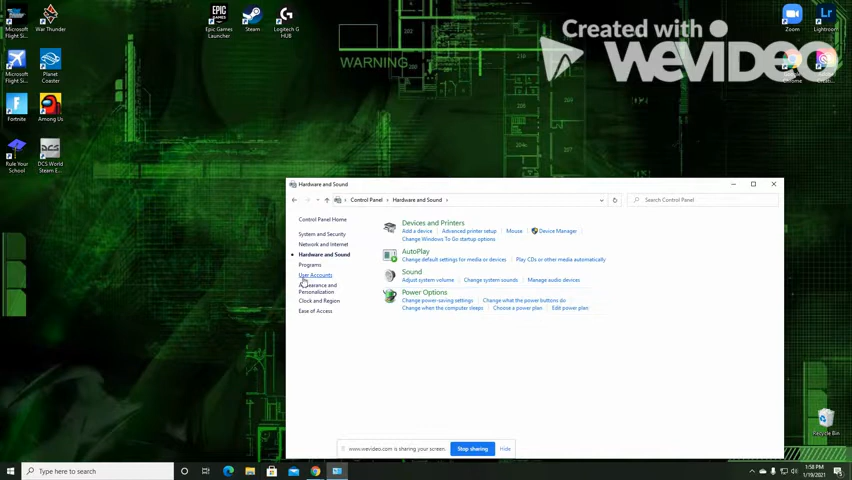 Created with
WEVIDEO
WARNING
Microsoft
Flight Si...
War Thunder
Epic Games
Launcher
Steam
Logitech G
HUB
Zoom
Lightroom
Microsoft
Flight Si...
Planet
Coaster
Fortnite
Among Us
Rule Your
School
DCS World
Steam E...
Hardware and Sound
Control Panel
Hardware and Sound
Search Control Panel
Control Panel Home
System and Security
Network and Internet
Hardware and Sound
Programs
User Accounts
Appearance and
Personalization
Clock and Region
Ease of Access
Devices and Printers
Add a device
Advanced printer setup
Mouse
Device Manager
Change Windows To Go startup options
AutoPlay
Change default settings for media or devices
Play CDs or other media automatically
Sound
Adjust system volume
Change system sounds
Manage audio devices
Power Options
Change power-saving settings
Change what the power buttons do
Change when the computer sleeps
Choose a power plan
Edit power plan
Recycle Bin
www.wevideo.com is sharing your screen.
Stop sharing
Hide
Type here to search
1:58 PM
1/19/2021